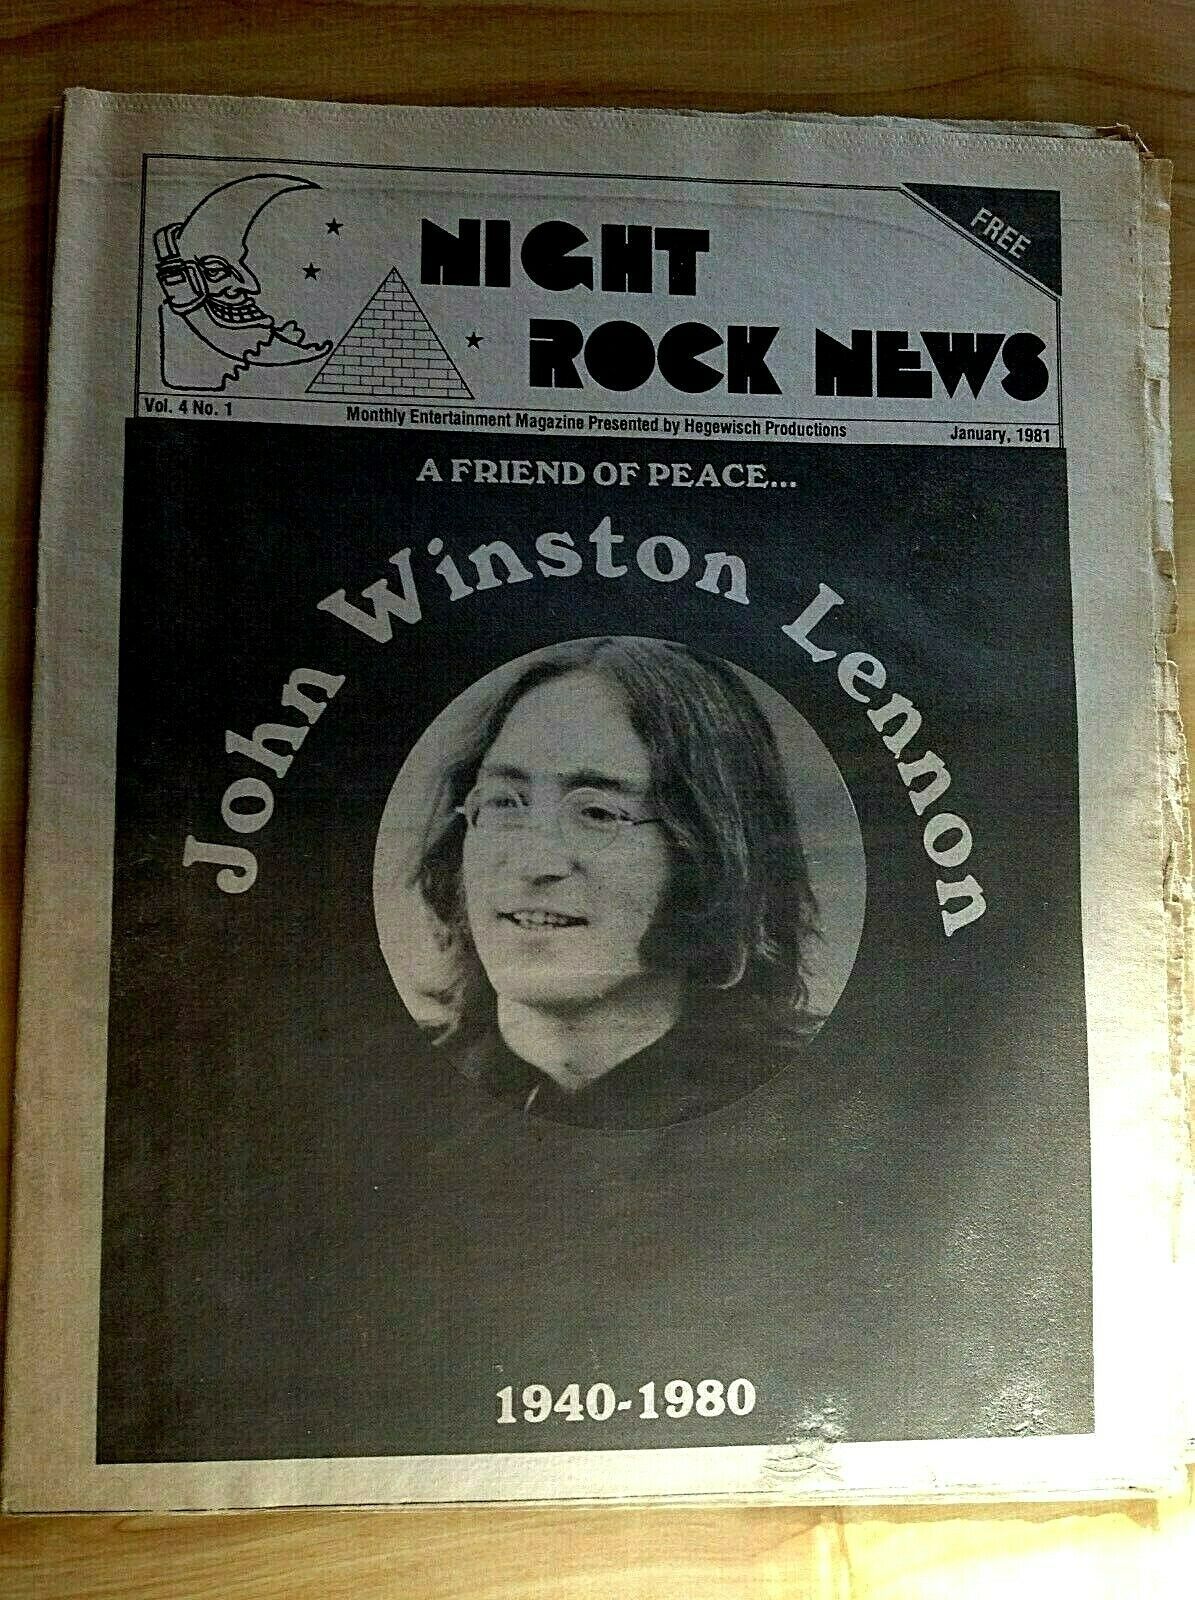 FREE
NIGHT
ROCK NEWS
Vol. 4 No. 1
Monthly Entertainment Magazine Presented by Hegewisch Productions
January, 1981
A FRIEND OF PEACE...
John Winston Lennon
1940-1980